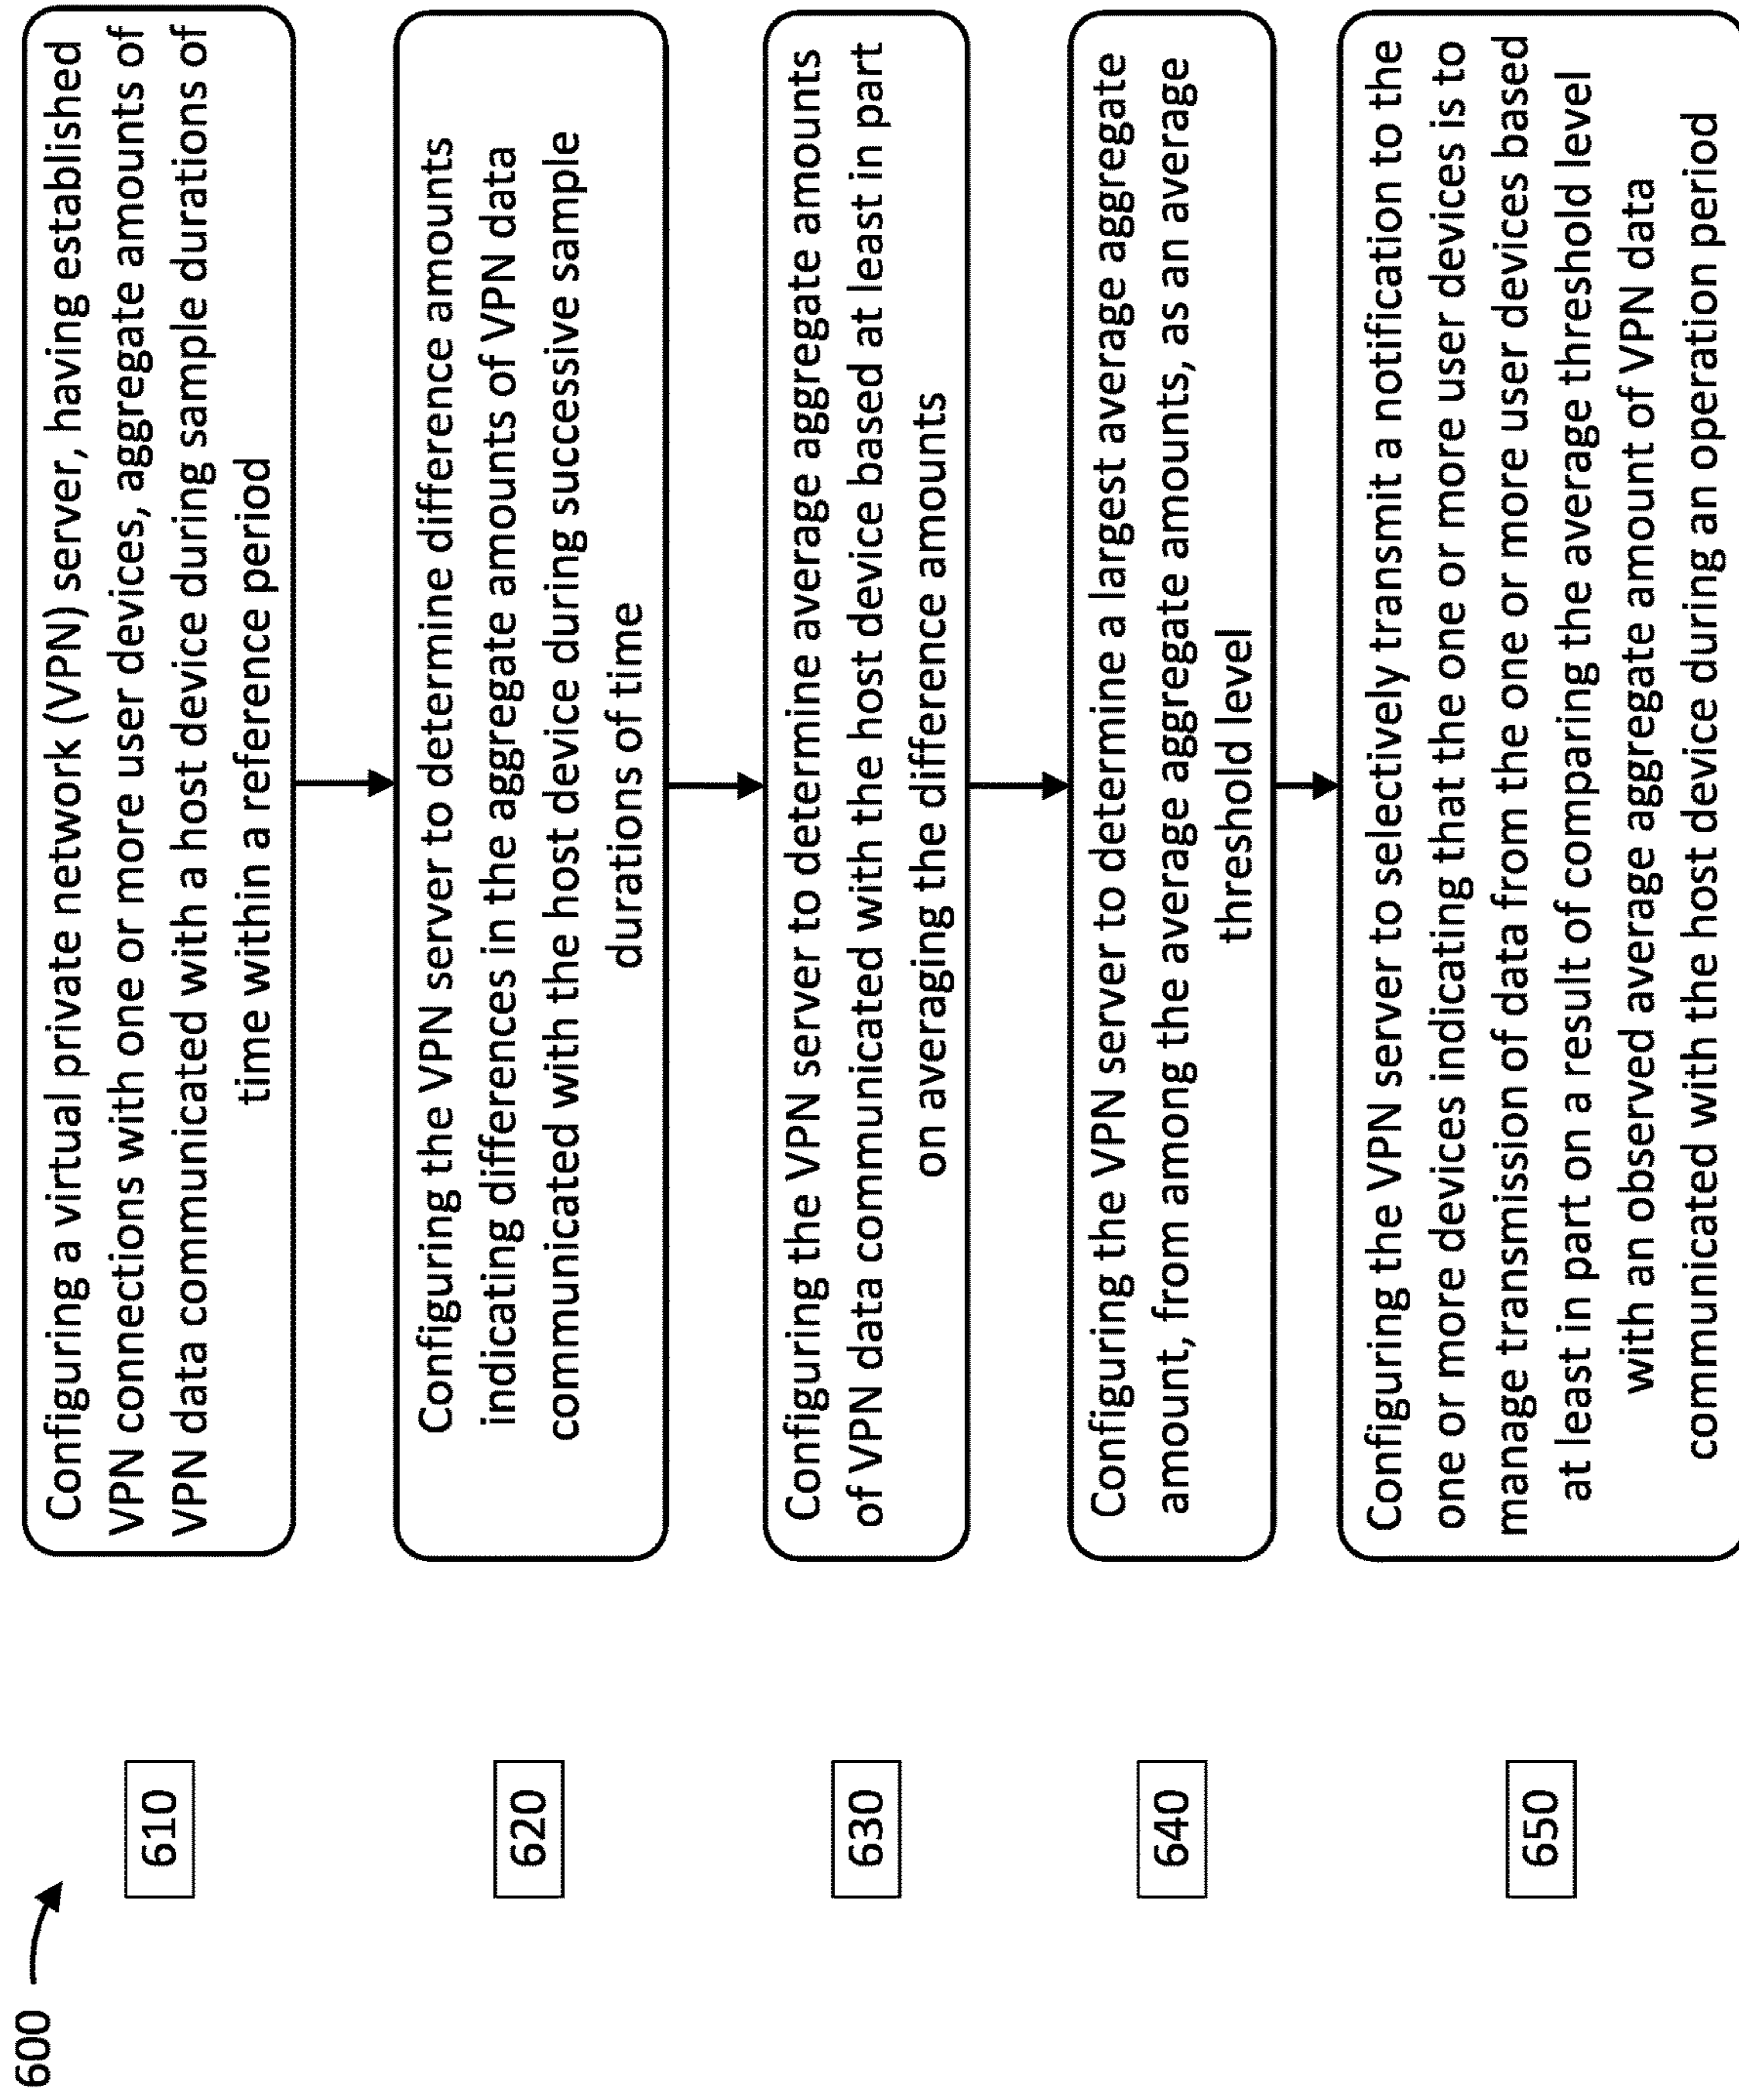 600
610
Configuring a virtual private network (VPN) server, having established
VPN connections with one or more user devices, aggregate amounts of
VPN data communicated with a host device during sample durations of
time within a reference period
620
Configuring the VPN server to determine difference amounts
indicating differences in the aggregate amounts of VPN data
communicated with the host device during successive sample
durations of time
630
Configuring the VPN server to determine average aggregate amounts
of VPN data communicated with the host device based at least in part
on averaging the difference amounts
640
Configuring the VPN server to determine a largest average aggregate
amount, from among the average aggregate amounts, as an average
threshold level
650
Configuring the VPN server to selectively transmit a notification to the
one or more devices indicating that the one or more user devices is to
manage transmission of data from the one or more user devices based
at least in part on a result of comparing the average threshold level
with an observed average aggregate amount of VPN data
communicated with the host device during an operation period